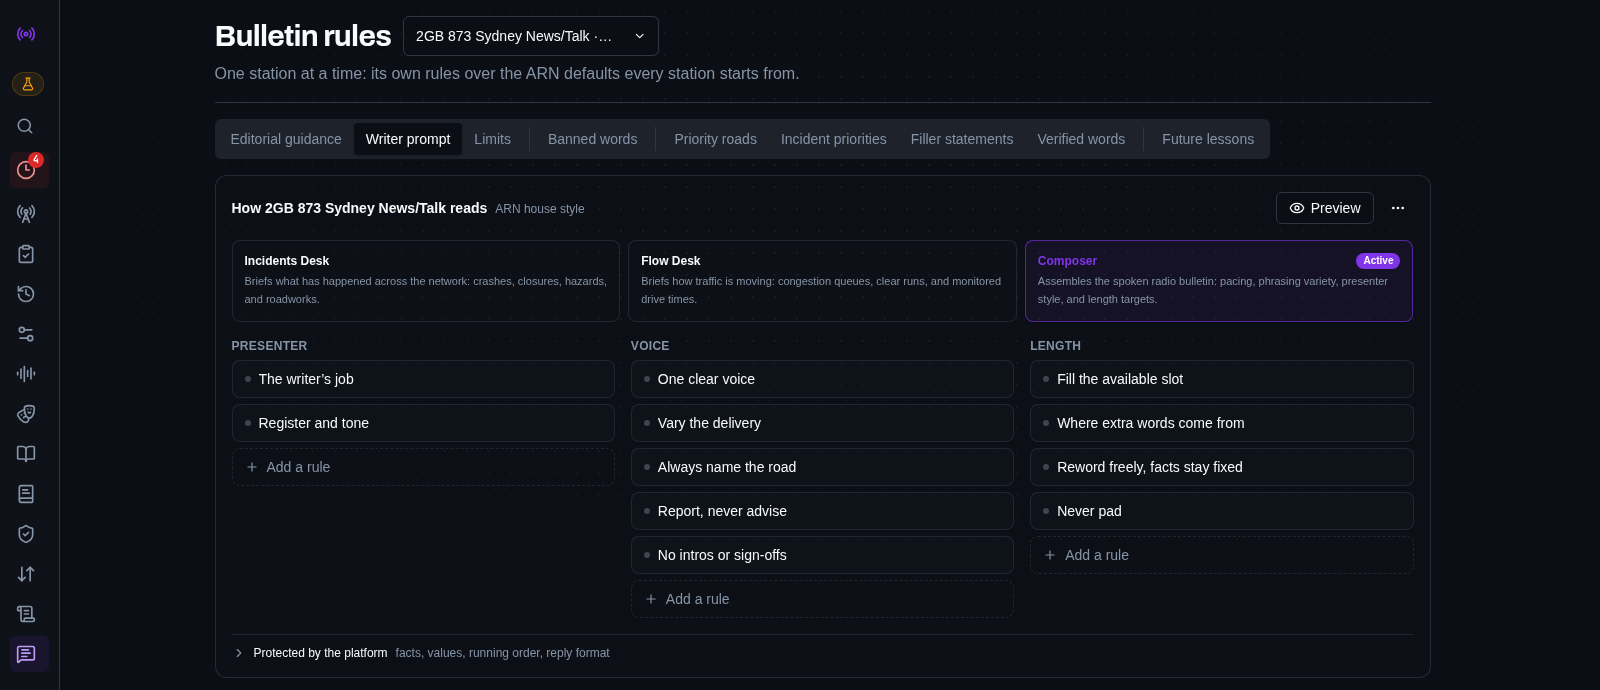 Bulletin rules
2GB 873 Sydney News/Talk ·…
One station at a time: its own rules over the ARN defaults every station starts from.
4
Editorial guidance
Writer prompt
Limits
Banned words
Priority roads
Incident priorities
Filler statements
Verified words
Future lessons
How 2GB 873 Sydney News/Talk reads
ARN house style
Preview
Incidents Desk
Briefs what has happened across the network: crashes, closures, hazards,
and roadworks.
Flow Desk
Briefs how traffic is moving: congestion queues, clear runs, and monitored
drive times.
Composer
Active
Assembles the spoken radio bulletin: pacing, phrasing variety, presenter
style, and length targets.
PRESENTER
The writer’s job
Register and tone
Add a rule
VOICE
One clear voice
Vary the delivery
Always name the road
Report, never advise
No intros or sign-offs
Add a rule
LENGTH
Fill the available slot
Where extra words come from
Reword freely, facts stay fixed
Never pad
Add a rule
Protected by the platform
facts, values, running order, reply format